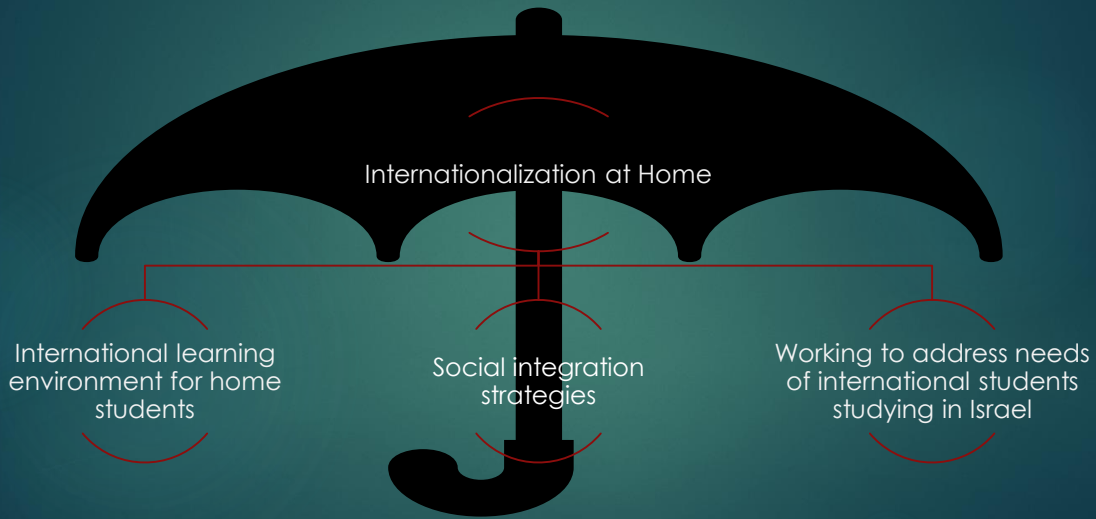 Internationalization at Home
International learning
environment for home
students
Social integration
strategies
Working to address needs
of international students
studying in Israel